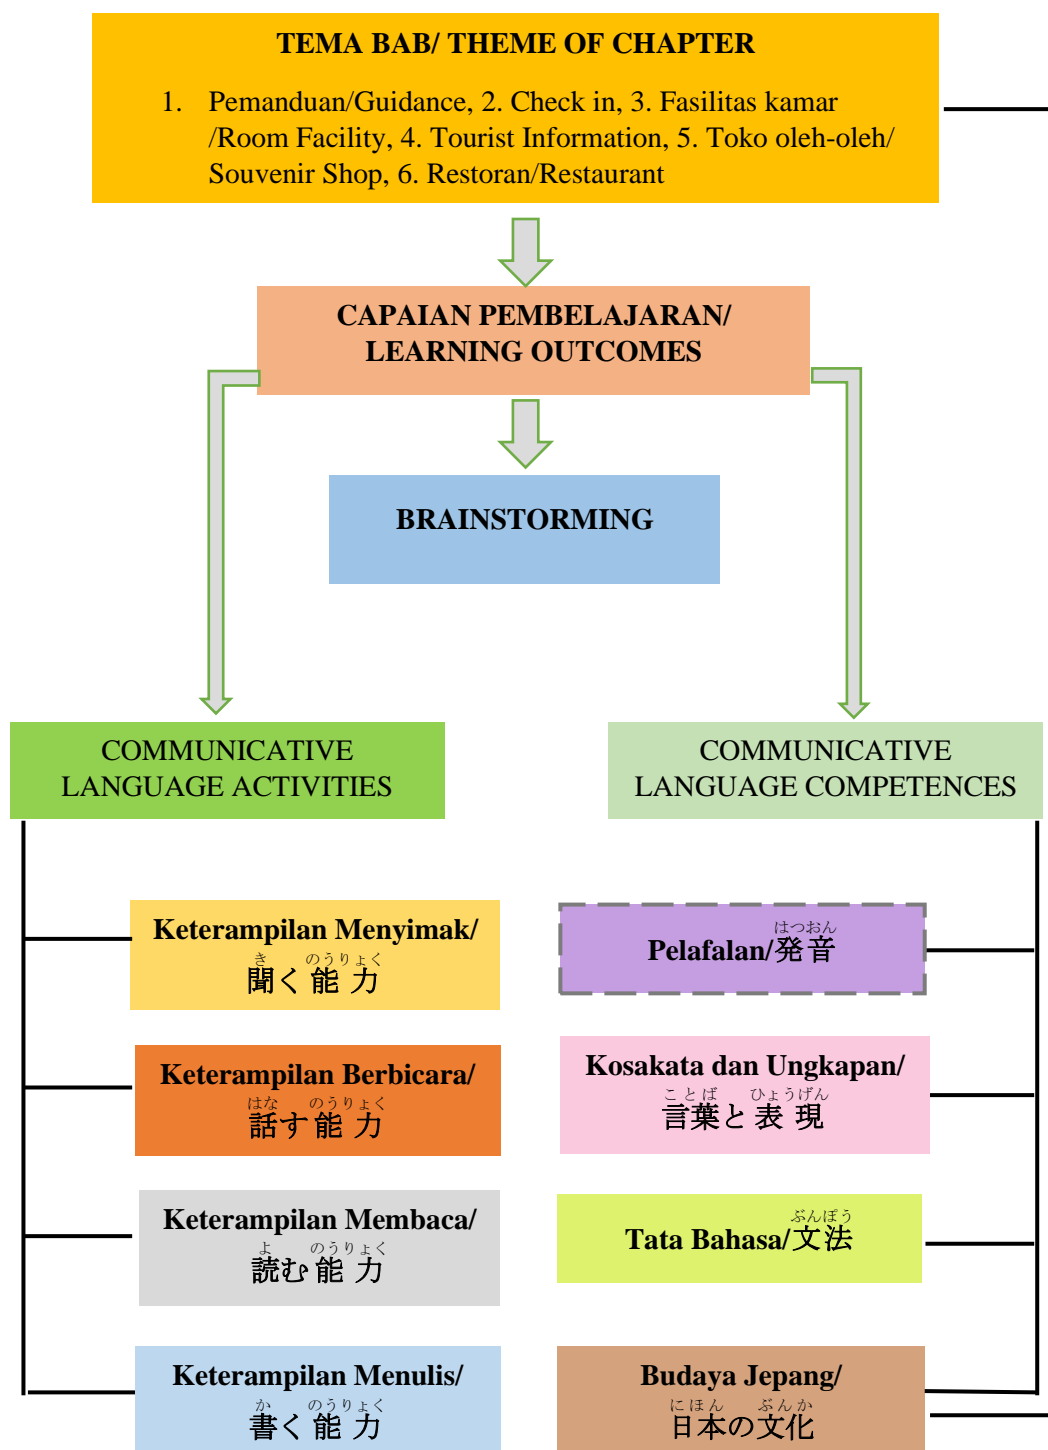 TEMA BAB/ THEME OF CHAPTER
1. Pemanduan/Guidance, 2. Check in, 3. Fasilitas kamar
/Room Facility, 4. Tourist Information, 5. Toko oleh-oleh/
Souvenir Shop, 6. Restoran/Restaurant
CAPAIAN PEMBELAJARAN/
LEARNING OUTCOMES
BRAINSTORMING
COMMUNICATIVE
LANGUAGE ACTIVITIES
COMMUNICATIVE
LANGUAGE COMPETENCES
Keterampilan Menyimak/
き のうりょく
聞く能力
Keterampilan Berbicara/
はな のうりょく
話す能力
Keterampilan Membaca/
よ のうりょく
読む能力
Keterampilan Menulis/
か のうりょく
書く能力
はつおん
Pelafalan/発音
Kosakata dan Ungkapan/
ことば ひょうげん
言葉と表現
ぶんぽう
Tata Bahasa/文法
Budaya Jepang/
にほん ぶんか
日本の文化